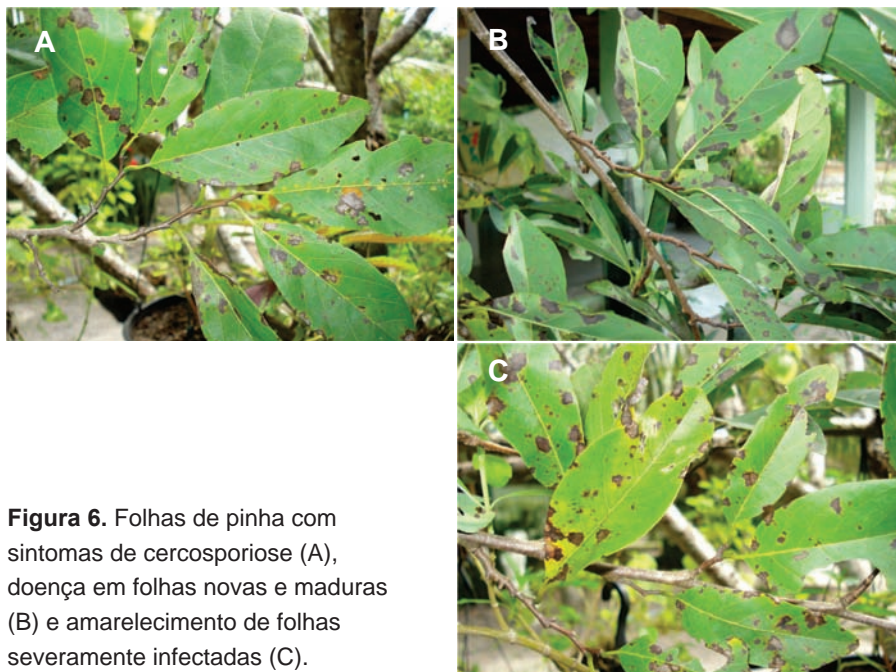 A
B
C
Figura 6. Folhas de pinha com
sintomas de cercosporiose (A),
doença em folhas novas e maduras
(B) e amarelecimento de folhas
severamente infectadas (C).